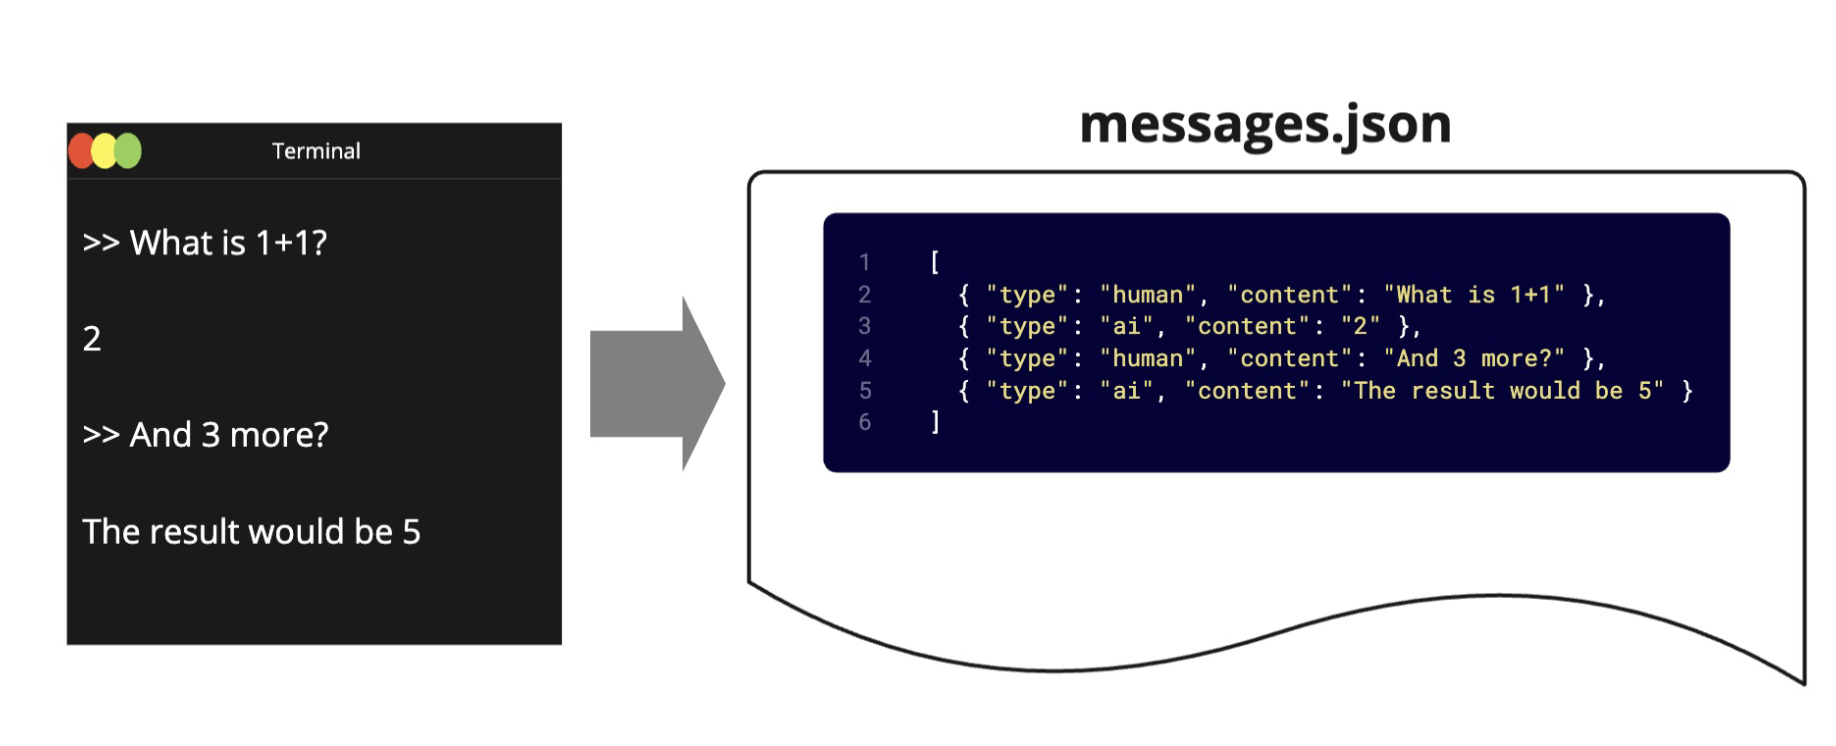 Terminal
>> What is 1+1?
2
>> And 3 more?
The result would be 5
messages.json
1 [
2 { "type": "human", "content": "What is 1+1" },
3 { "type": "ai", "content": "2" },
4 { "type": "human", "content": "And 3 more?" },
5 { "type": "ai", "content": "The result would be 5" }
6 ]